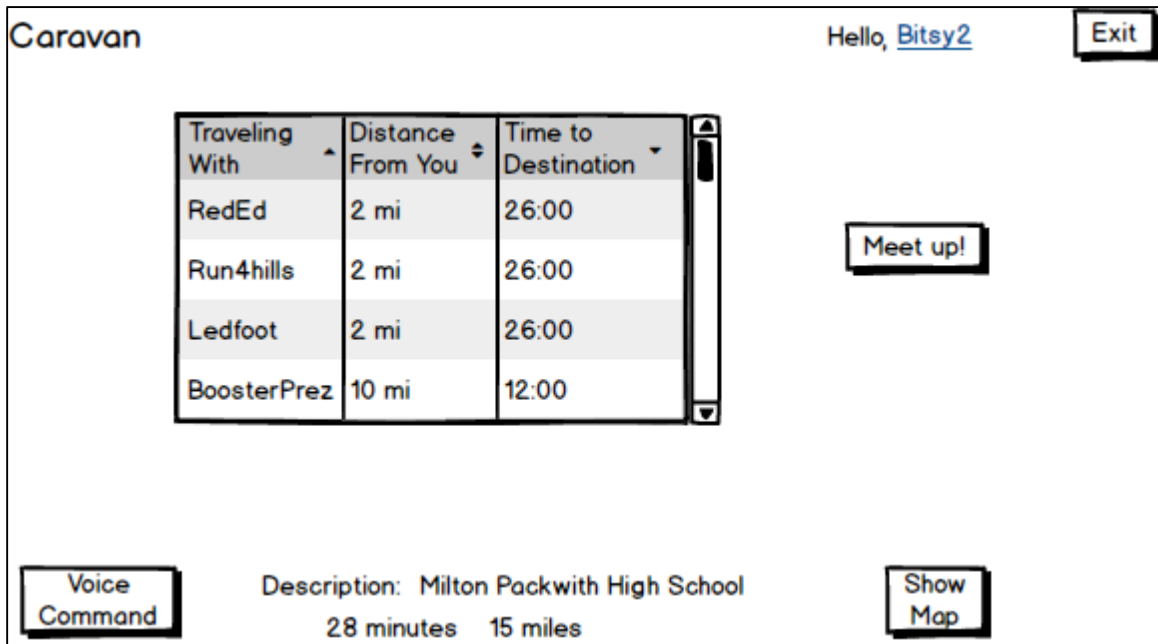 Caravan
Hello, Bitsy2
Exit
Traveling With
Distance From You
Time to Destination
RedEd 2 mi 26:00
Run4hills 2 mi 26:00
Ledfoot 2 mi 26:00
BoosterPrez 10 mi 12:00
Meet up!
Voice Command
Description: Milton Packwith High School
28 minutes 15 miles
Show Map